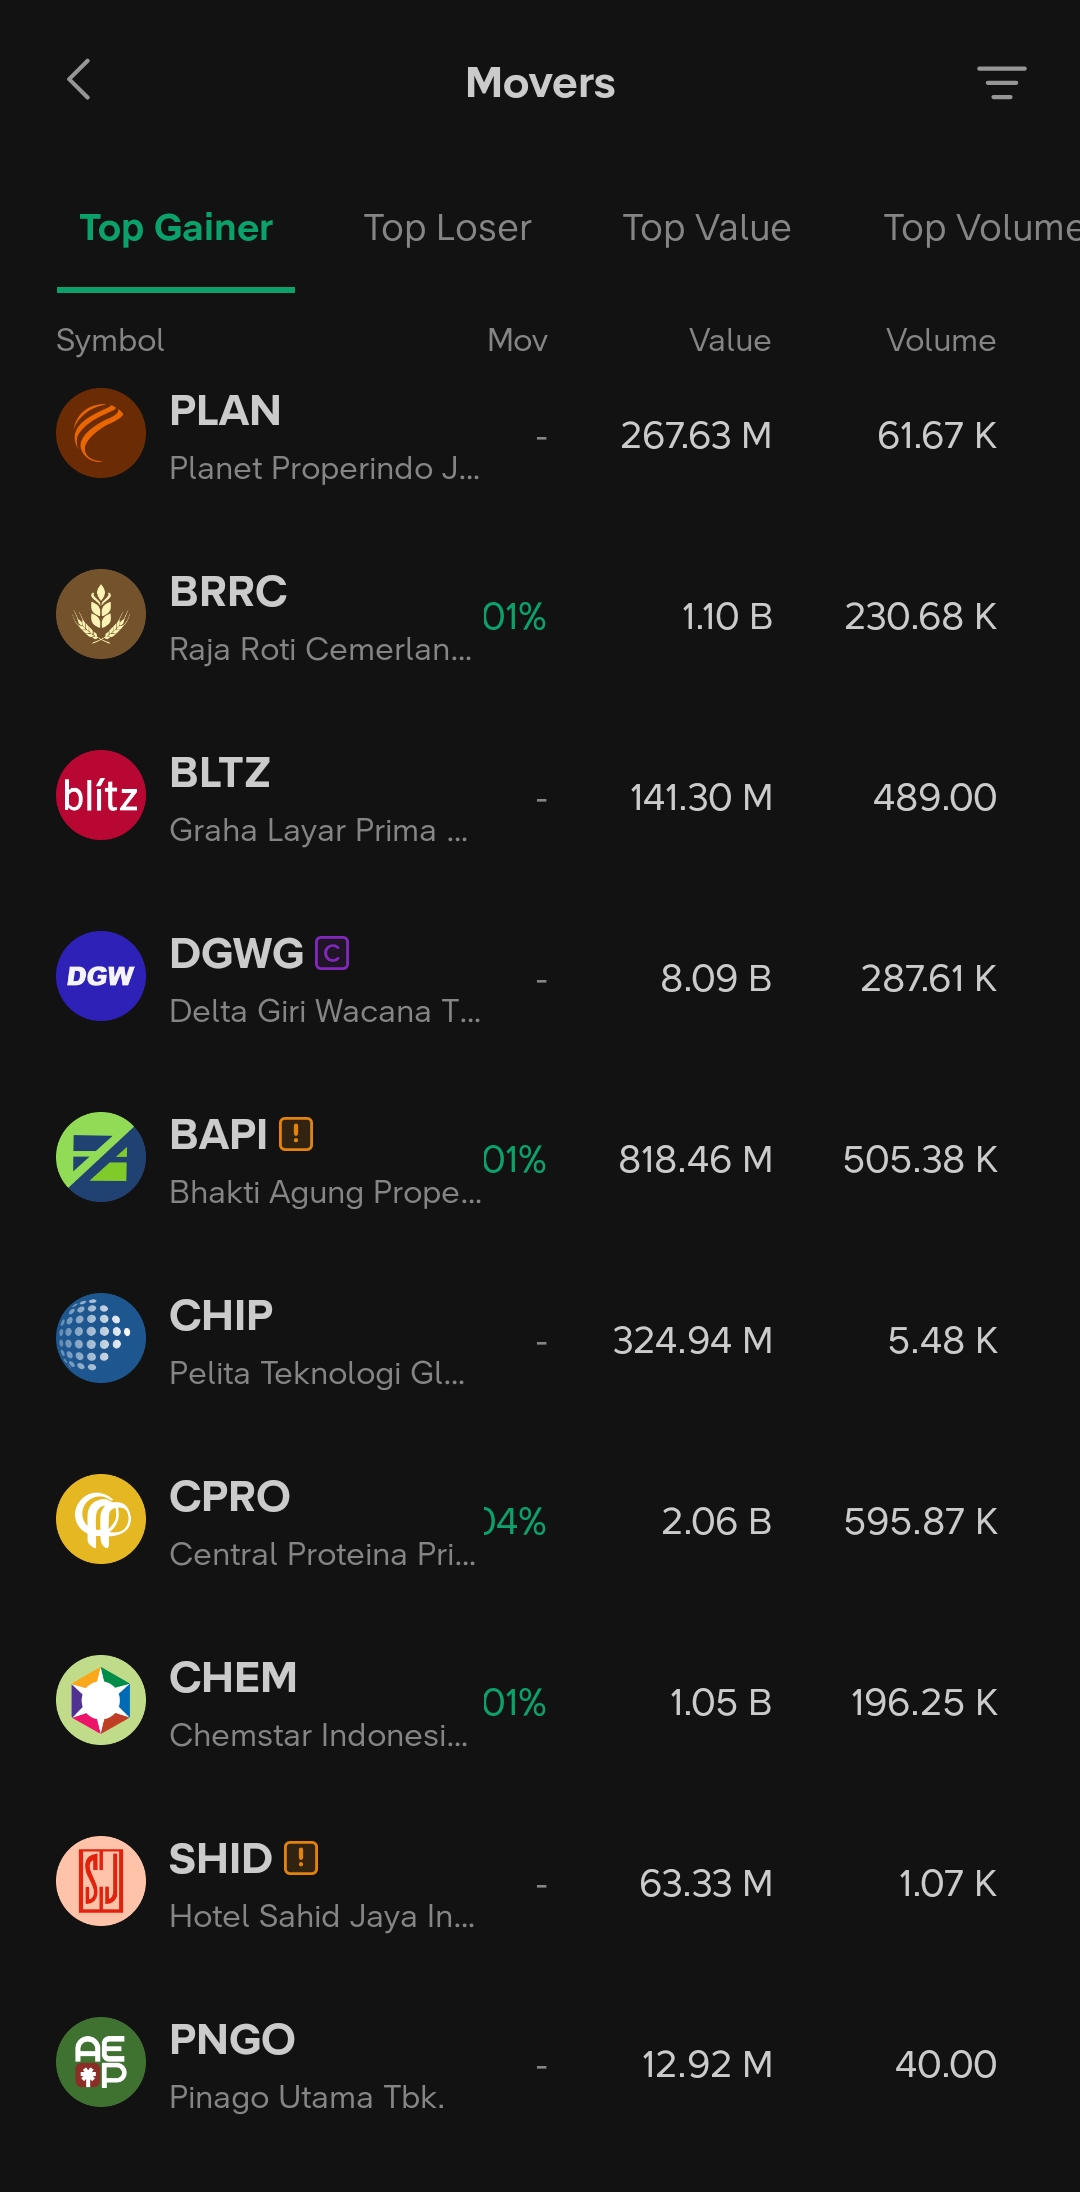 Movers
Top Gainer Top Loser Top Value Top Volume
Symbol Mov Value Volume
PLAN
Planet Properindo J... - 267.63 M 61.67 K
BRRC
Raja Roti Cemerlan... 01% 1.10 B 230.68 K
blitz
BLTZ
Graha Layar Prima ... - 141.30 M 489.00
DGW
DGWG C
Delta Giri Wacana T... - 8.09 B 287.61 K
BAPI !
Bhakti Agung Prope... 01% 818.46 M 505.38 K
CHIP
Pelita Teknologi Gl... - 324.94 M 5.48 K
CPRO
Central Proteina Pri... 04% 2.06 B 595.87 K
CHEM
Chemstar Indonesi... 01% 1.05 B 196.25 K
SJ
SHID !
Hotel Sahid Jaya In... - 63.33 M 1.07 K
AEP
PNGO
Pinago Utama Tbk. - 12.92 M 40.00